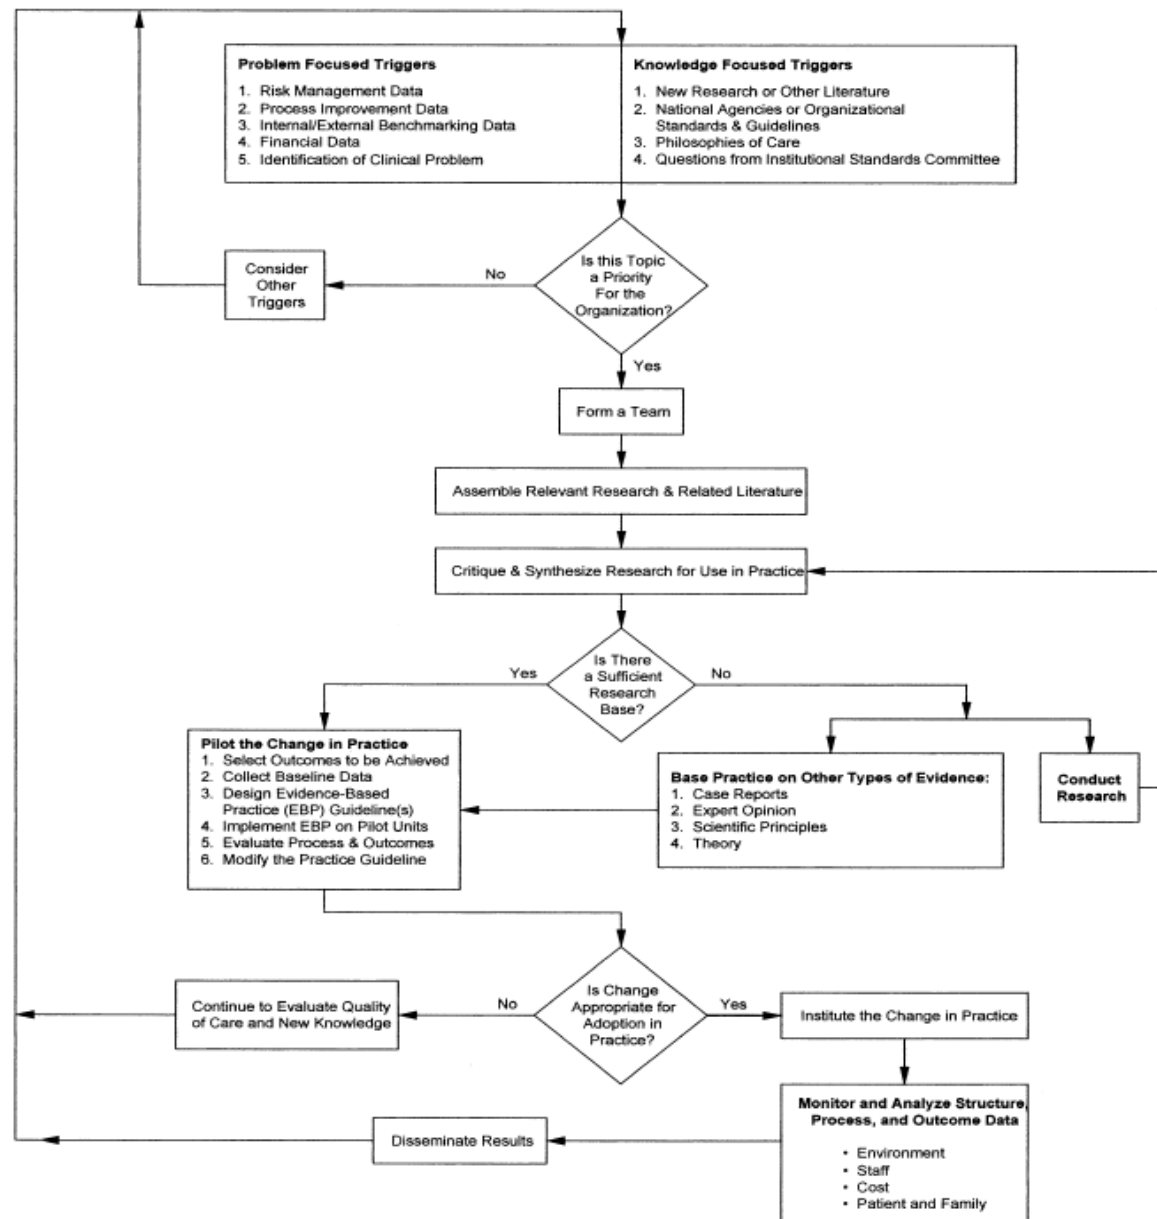 Problem Focused Triggers
1. Risk Management Data
2. Process Improvement Data
3. Internal/External Benchmarking Data
4. Financial Data
5. Identification of Clinical Problem
Knowledge Focused Triggers
1. New Research or Other Literature
2. National Agencies or Organizational
Standards & Guidelines
3. Philosophies of Care
4. Questions from Institutional Standards Committee
Consider
Other
Triggers
No
Is this Topic
a Priority
For the
Organization?
Yes
Form a Team
Assemble Relevant Research & Related Literature
Critique & Synthesize Research for Use in Practice
Yes
Is There
a Sufficient
Research
Base?
No
Pilot the Change in Practice
1. Select Outcomes to be Achieved
2. Collect Baseline Data
3. Design Evidence-Based
Practice (EBP) Guideline(s)
4. Implement EBP on Pilot Units
5. Evaluate Process & Outcomes
6. Modify the Practice Guideline
Base Practice on Other Types of Evidence:
1. Case Reports
2. Expert Opinion
3. Scientific Principles
4. Theory
Conduct
Research
Continue to Evaluate Quality
of Care and New Knowledge
No
Is Change
Appropriate for
Adoption in
Practice?
Yes
Institute the Change in Practice
Disseminate Results
Monitor and Analyze Structure,
Process, and Outcome Data
• Environment
• Staff
• Cost
• Patient and Family